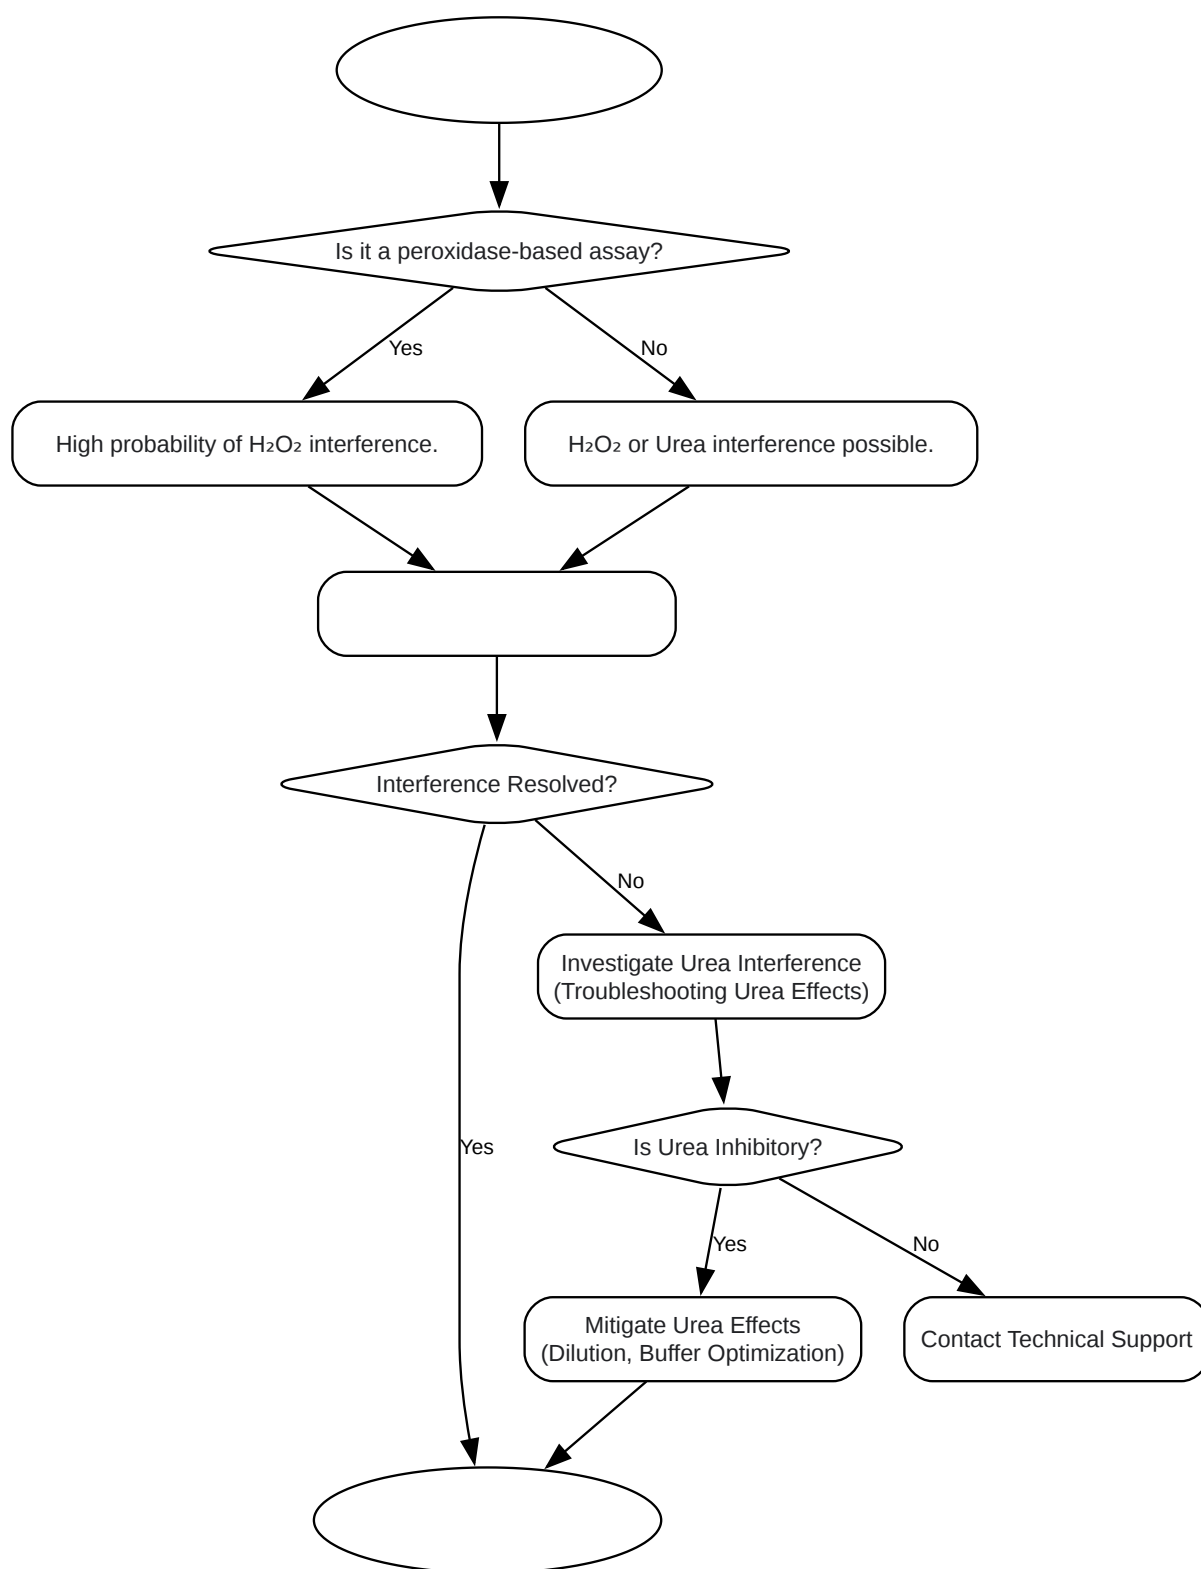 Is it a peroxidase-based assay?
Yes
No
High probability of H₂O₂ interference.
H₂O₂ or Urea interference possible.
Interference Resolved?
No
Investigate Urea Interference
(Troubleshooting Urea Effects)
Yes
Is Urea Inhibitory?
Yes
No
Mitigate Urea Effects
(Dilution, Buffer Optimization)
Contact Technical Support